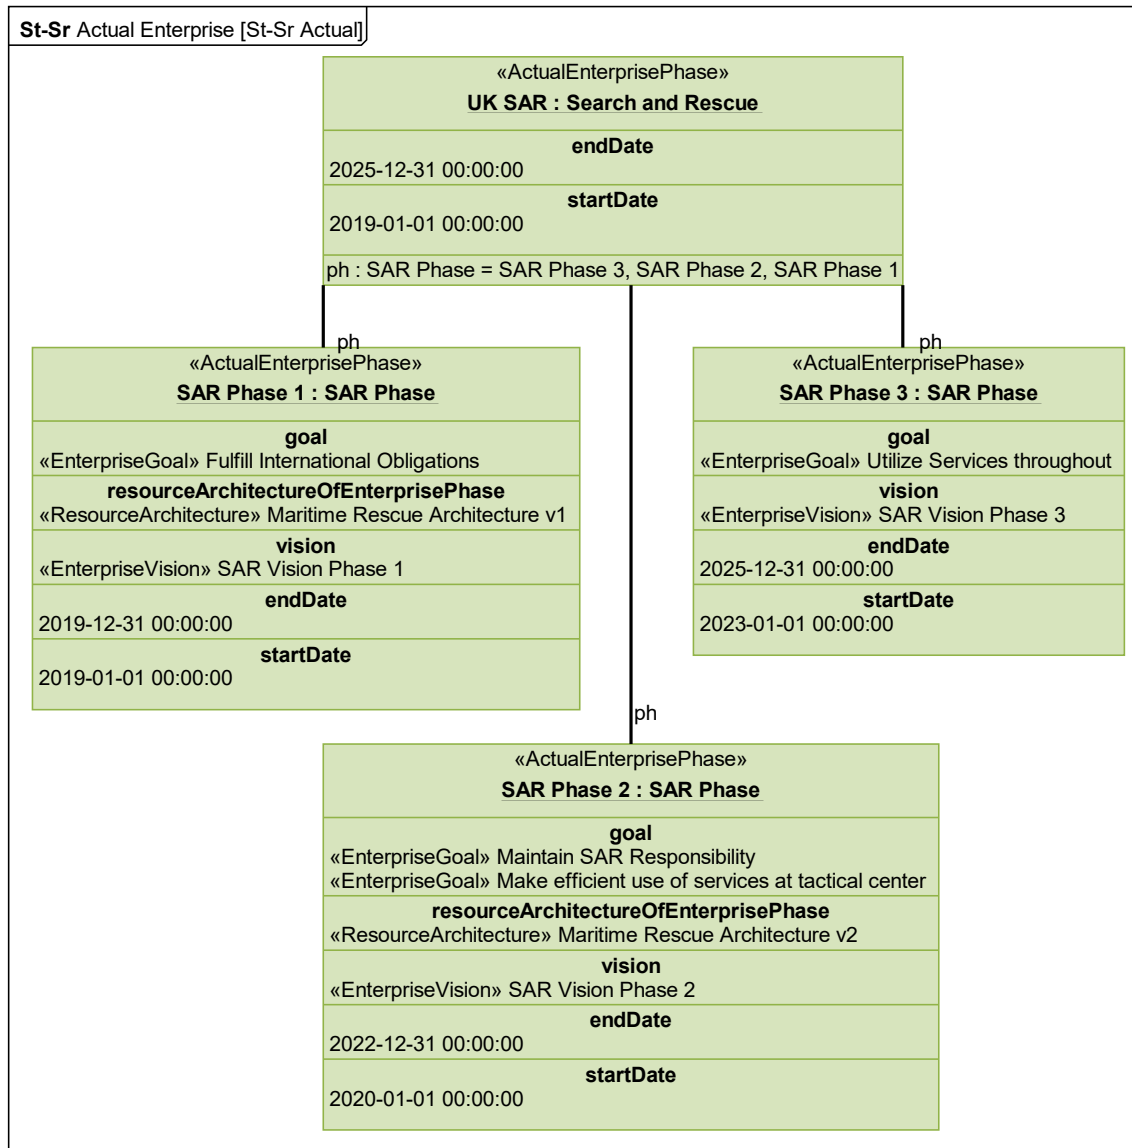 St-Sr Actual Enterprise [St-Sr Actual]
«ActualEnterprisePhase»
UK SAR : Search and Rescue
endDate
2025-12-31 00:00:00
startDate
2019-01-01 00:00:00
ph : SAR Phase = SAR Phase 3, SAR Phase 2, SAR Phase 1
ph
«ActualEnterprisePhase»
SAR Phase 1 : SAR Phase
goal
«EnterpriseGoal» Fulfill International Obligations
resourceArchitectureOfEnterprisePhase
«ResourceArchitecture» Maritime Rescue Architecture v1
vision
«EnterpriseVision» SAR Vision Phase 1
endDate
2019-12-31 00:00:00
startDate
2019-01-01 00:00:00
ph
«ActualEnterprisePhase»
SAR Phase 3 : SAR Phase
goal
«EnterpriseGoal» Utilize Services throughout
vision
«EnterpriseVision» SAR Vision Phase 3
endDate
2025-12-31 00:00:00
startDate
2023-01-01 00:00:00
ph
«ActualEnterprisePhase»
SAR Phase 2 : SAR Phase
goal
«EnterpriseGoal» Maintain SAR Responsibility
«EnterpriseGoal» Make efficient use of services at tactical center
resourceArchitectureOfEnterprisePhase
«ResourceArchitecture» Maritime Rescue Architecture v2
vision
«EnterpriseVision» SAR Vision Phase 2
endDate
2022-12-31 00:00:00
startDate
2020-01-01 00:00:00